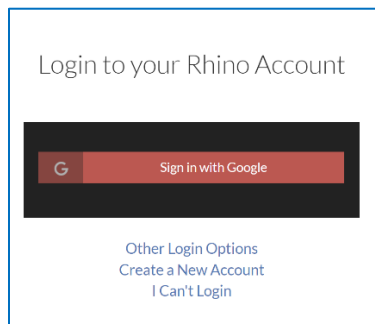 Login to your Rhino Account
G Sign in with Google
Other Login Options
Create a New Account
I Can't Login